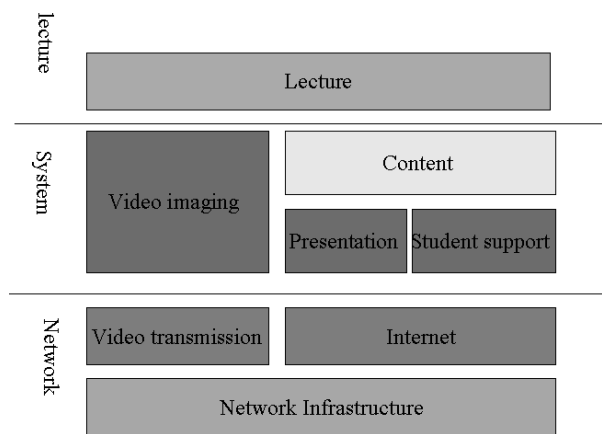 lecture
Lecture
System
Video imaging
Content
Presentation
Student support
Network
Video transmission
Internet
Network Infrastructure